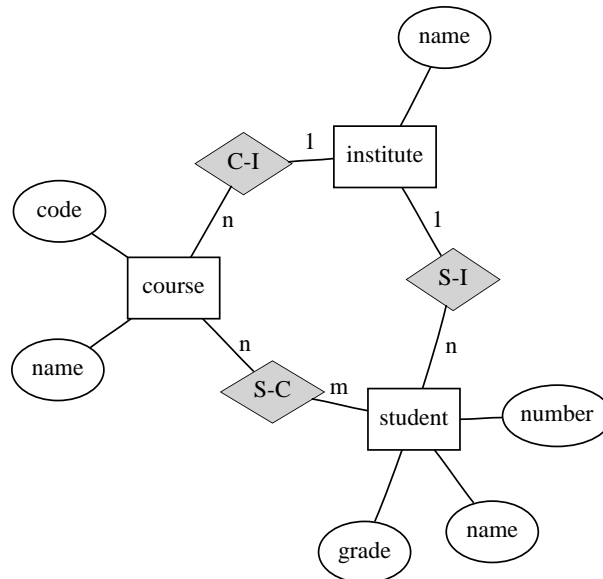 name
1
institute
C-I
code
n
1
course
S-I
name
n
n
S-C
m
student
number
name
grade